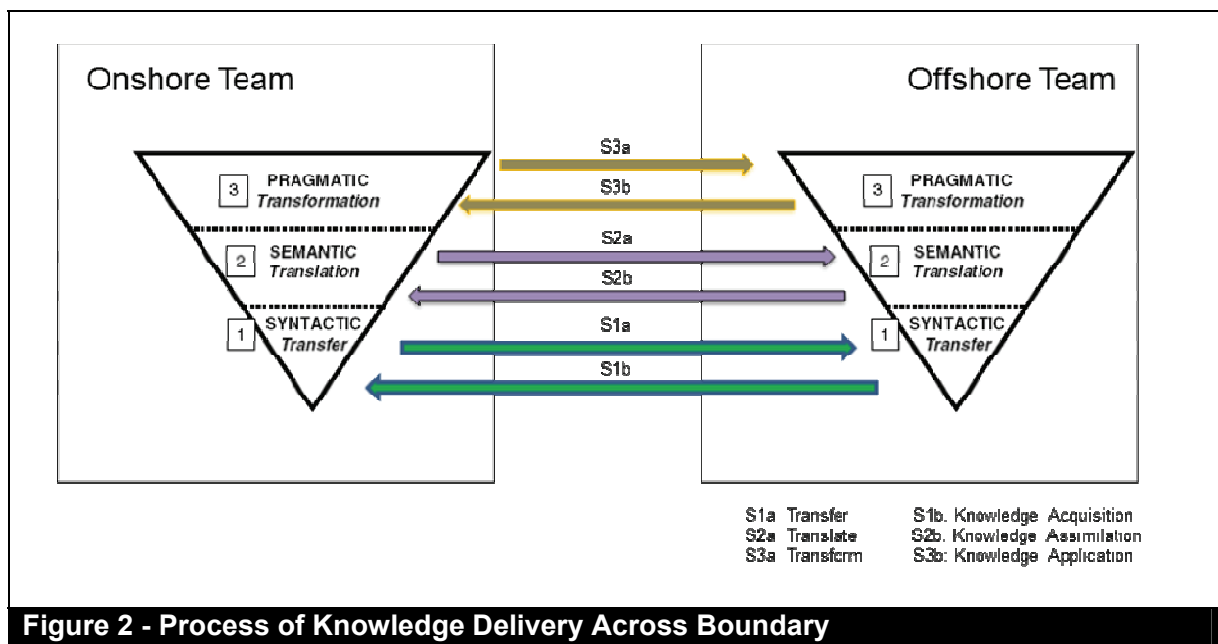 Onshore Team
Offshore Team
S3a
3 PRAGMATIC
Transformation
S3b
3 PRAGMATIC
Transformation
S2a
2 SEMANTIC
Translation
S2b
2 SEMANTIC
Translation
S1a
1 SYNTACTIC
Transfer
S1b
1 SYNTACTIC
Transfer
S1a Transfer S1b. Knowledge Acquisition
S2a Translate S2b. Knowledge Assimilation
S3a Transform S3b: Knowledge Application
Figure 2 - Process of Knowledge Delivery Across Boundary